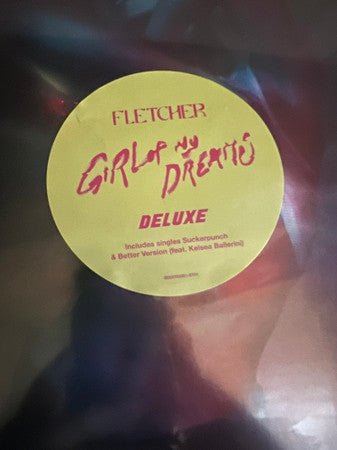 FLETCHER
GIRL OF MY
DREAMS
DELUXE
Includes singles Suckerpunch
& Better Version (feat. Kelsea Ballerini)